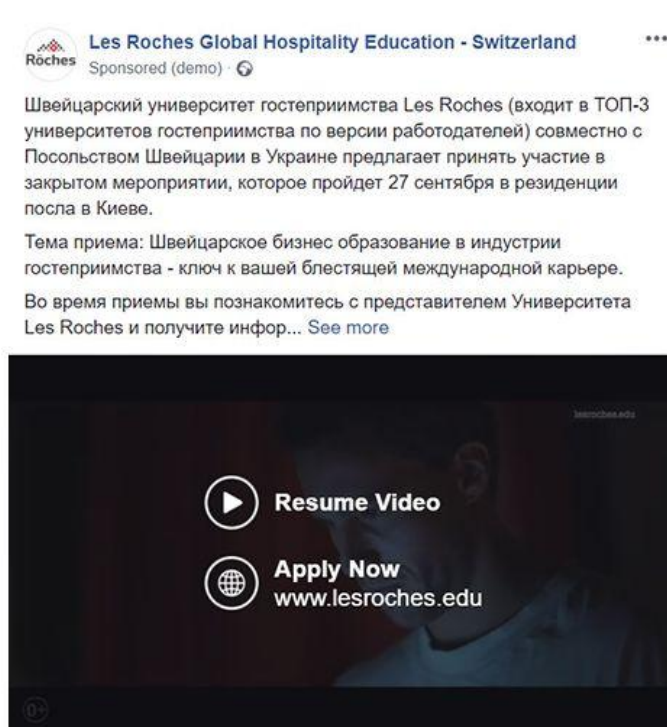 Röches
Les Roches Global Hospitality Education - Switzerland
Sponsored (demo) ·
Швейцарский университет гостеприимства Les Roches (входит в ТОП-3
университетов гостеприимства по версии работодателей) совместно с
Посольством Швейцарии в Украине предлагает принять участие в
закрытом мероприятии, которое пройдет 27 сентября в резиденции
посла в Киеве.
Тема приема: Швейцарское бизнес образование в индустрии
гостеприимства - ключ к вашей блестящей международной карьере.
Во время приемы вы познакомитесь с представителем Университета
Les Roches и получите инфор... See more
lesroches.edu
Resume Video
Apply Now
www.lesroches.edu
0+